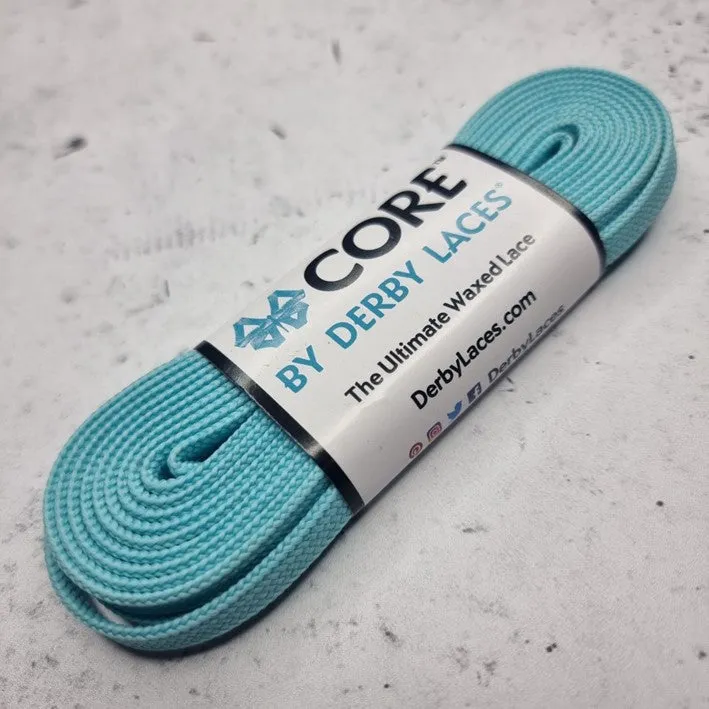 CORE™
BY DERBY LACES®
The Ultimate Waxed Lace
DerbyLaces.com
DerbyLaces